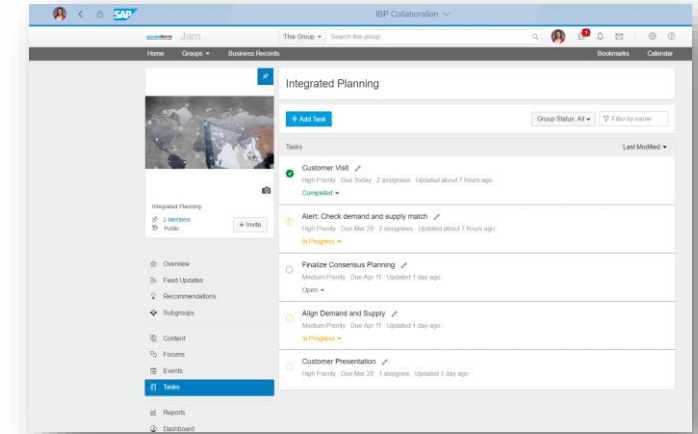 SAP
IBP Collaboration
Jam
This Group
Search this group...
Home
Groups
Business Records
Bookmarks
Calendar
Integrated Planning
+ Add Task
Group Status: All
Filter by name
Tasks
Last Modified
Customer Visit
High Priority · Due Today · 2 assignees · Updated about 7 hours ago
Completed
Alert: Check demand and supply match
High Priority · Due Mar 29 · 2 assignees · Updated about 7 hours ago
In Progress
Finalize Consensus Planning
Medium Priority · Due Apr 11 · Updated 1 day ago
Open
Align Demand and Supply
Medium Priority · Due Apr 11 · Updated 1 day ago
In Progress
Customer Presentation
High Priority · Due Mar 28 · 1 assignee · Updated 1 day ago
Integrated Planning
2 Members
Public
+ Invite
Overview
Feed Updates
Recommendations
Subgroups
Content
Forums
Events
Tasks
Reports
Dashboard